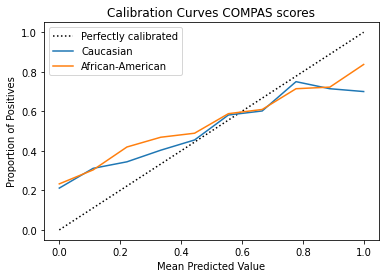 Calibration Curves COMPAS scores
Perfectly calibrated
Caucasian
African-American
1.0
0.8
0.6
0.4
0.2
0.0
Proportion of Positives
0.0 0.2 0.4 0.6 0.8 1.0
Mean Predicted Value